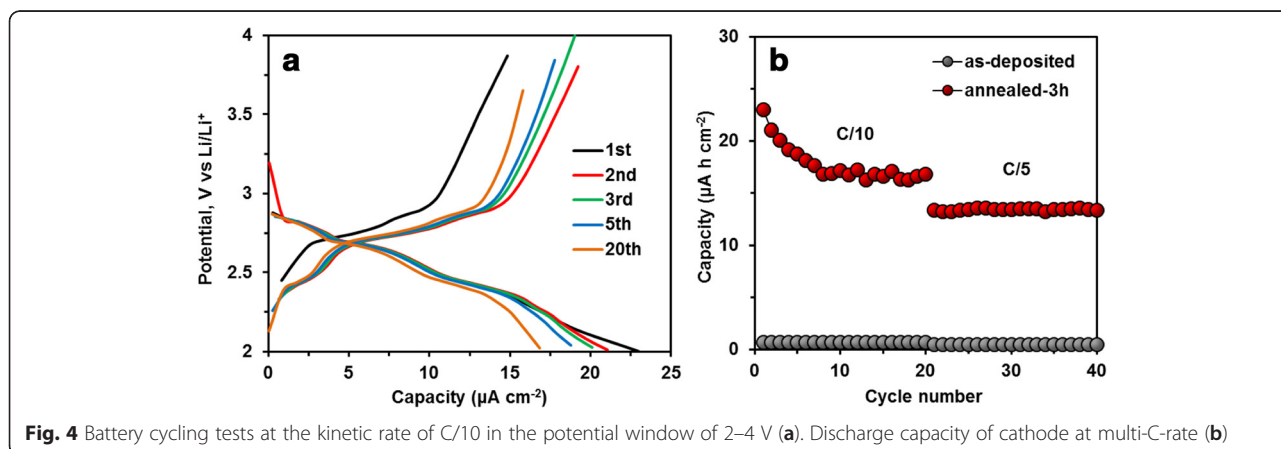 a
4
3.5
3
2.5
2
Potential, V vs Li/Li⁺
1st
2nd
3rd
5th
20th
0 5 10 15 20 25
Capacity (µA cm⁻²)
b
30
20
10
0
Capacity (µA h cm⁻²)
as-deposited
annealed-3h
C/10
C/5
0 10 20 30 40
Cycle number
Fig. 4 Battery cycling tests at the kinetic rate of C/10 in the potential window of 2–4 V (a). Discharge capacity of cathode at multi-C-rate (b)